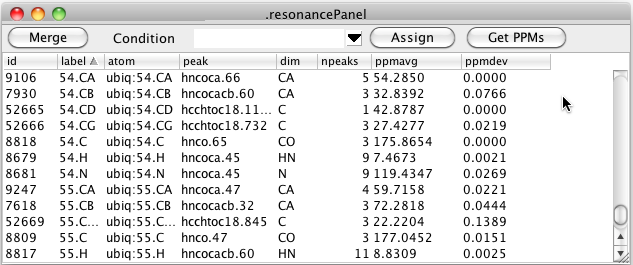 .resonancePanel
Merge Condition Assign Get PPMs
id label atom peak dim npeaks ppmavg ppmdev
9106 54.CA ubiq:54.CA hncoca.66 CA 5 54.2850 0.0000
7930 54.CB ubiq:54.CB hncocacb.60 CA 3 32.8392 0.0766
52665 54.CD ubiq:54.CD hcchtoc18.11... C 1 42.8787 0.0000
52666 54.CG ubiq:54.CG hcchtoc18.732 C 3 27.4277 0.0219
8818 54.C ubiq:54.C hnco.65 CO 3 175.8654 0.0000
8679 54.H ubiq:54.H hncoca.45 HN 9 7.4673 0.0021
8681 54.N ubiq:54.N hncoca.45 N 9 119.4347 0.0269
9247 55.CA ubiq:55.CA hncoca.47 CA 4 59.7158 0.0221
7618 55.CB ubiq:55.CB hncocacb.32 CA 3 72.2818 0.0444
52669 55.C... ubiq:55.C... hcchtoc18.845 C 3 22.2204 0.1389
8809 55.C ubiq:55.C hnco.47 CO 3 177.0452 0.0151
8817 55.H ubiq:55.H hncocacb.60 HN 11 8.8309 0.0025